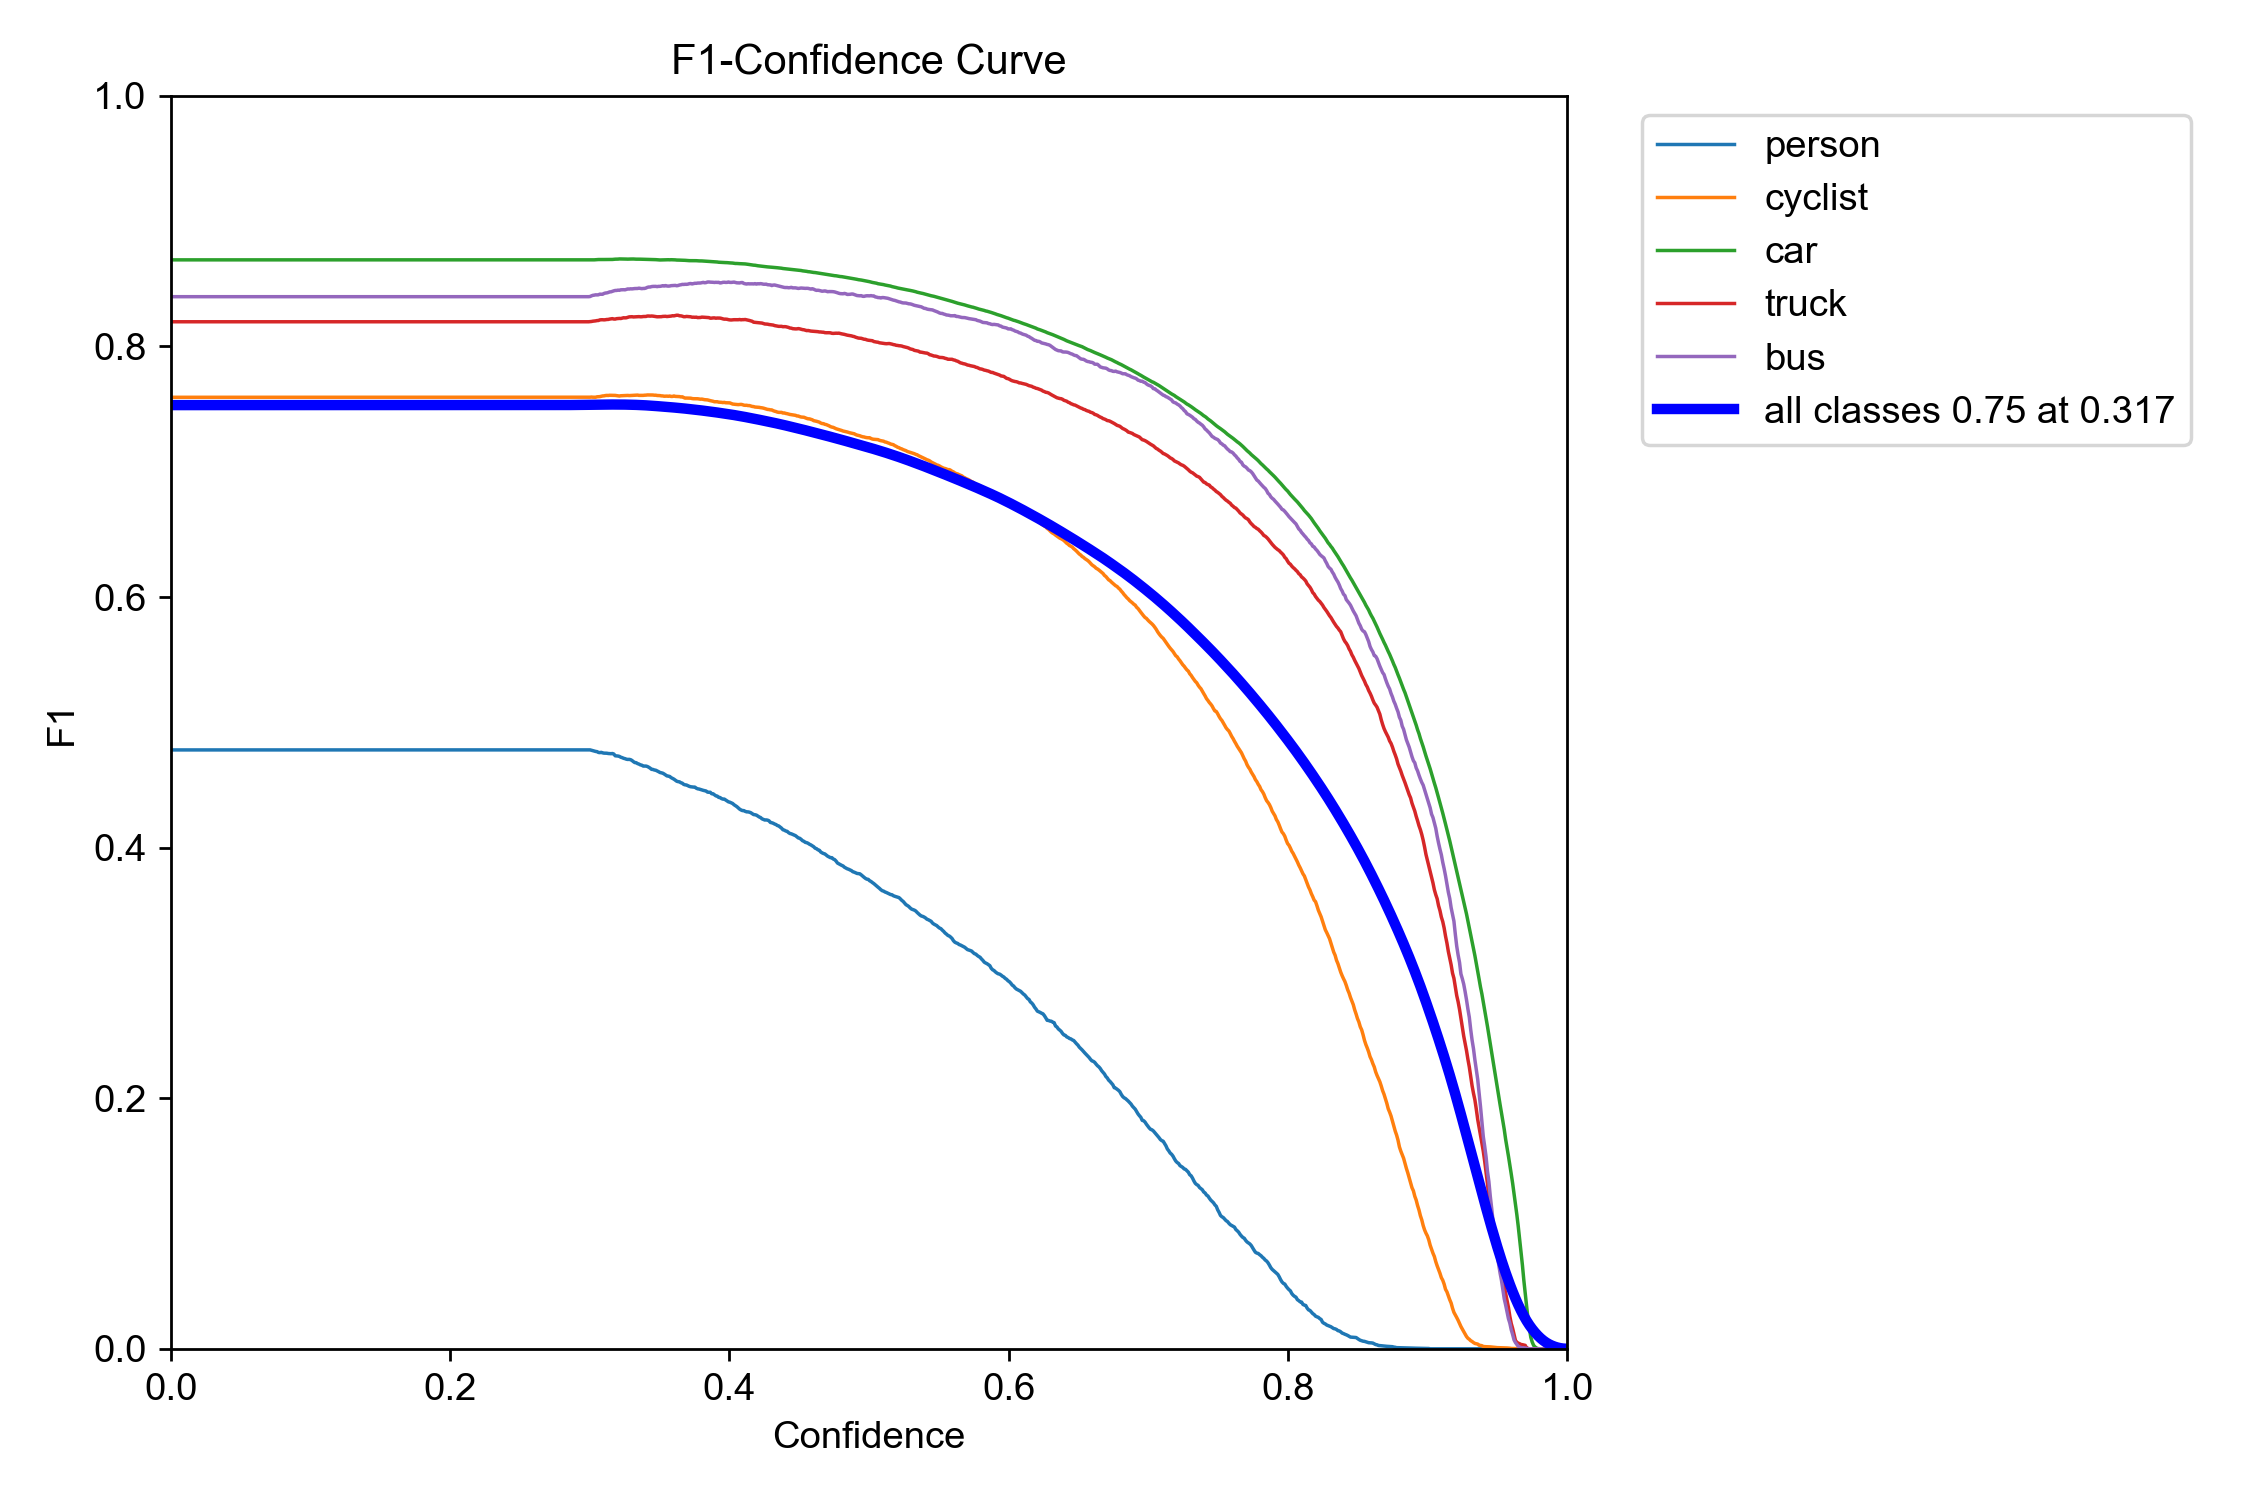 F1-Confidence Curve
1.0
0.8
0.6
0.4
0.2
0.0
F1
0.0 0.2 0.4 0.6 0.8 1.0
Confidence
person
cyclist
car
truck
bus
all classes 0.75 at 0.317